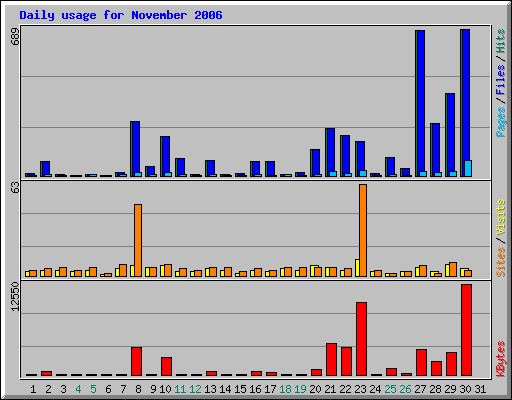 Daily usage for November 2006
689
Pages / Files / Hits
63
Sites / Visits
12550
KBytes
1 2 3 4 5 6 7 8 9 10 11 12 13 14 15 16 17 18 19 20 21 22 23 24 25 26 27 28 29 30 31